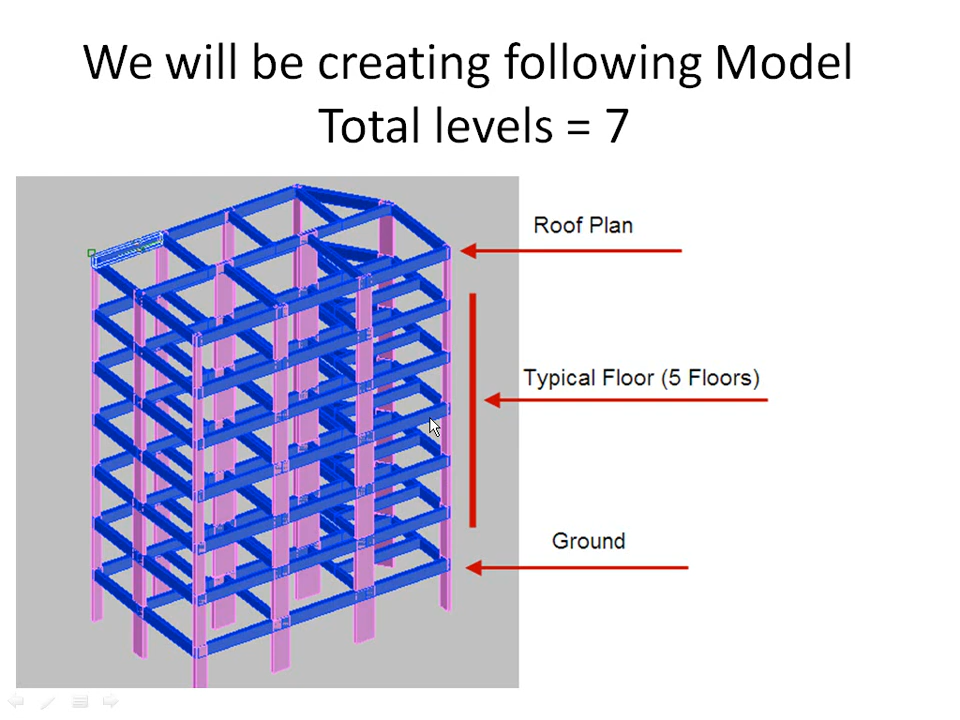 We will be creating following Model
Total levels = 7
Roof Plan
Typical Floor (5 Floors)
Ground